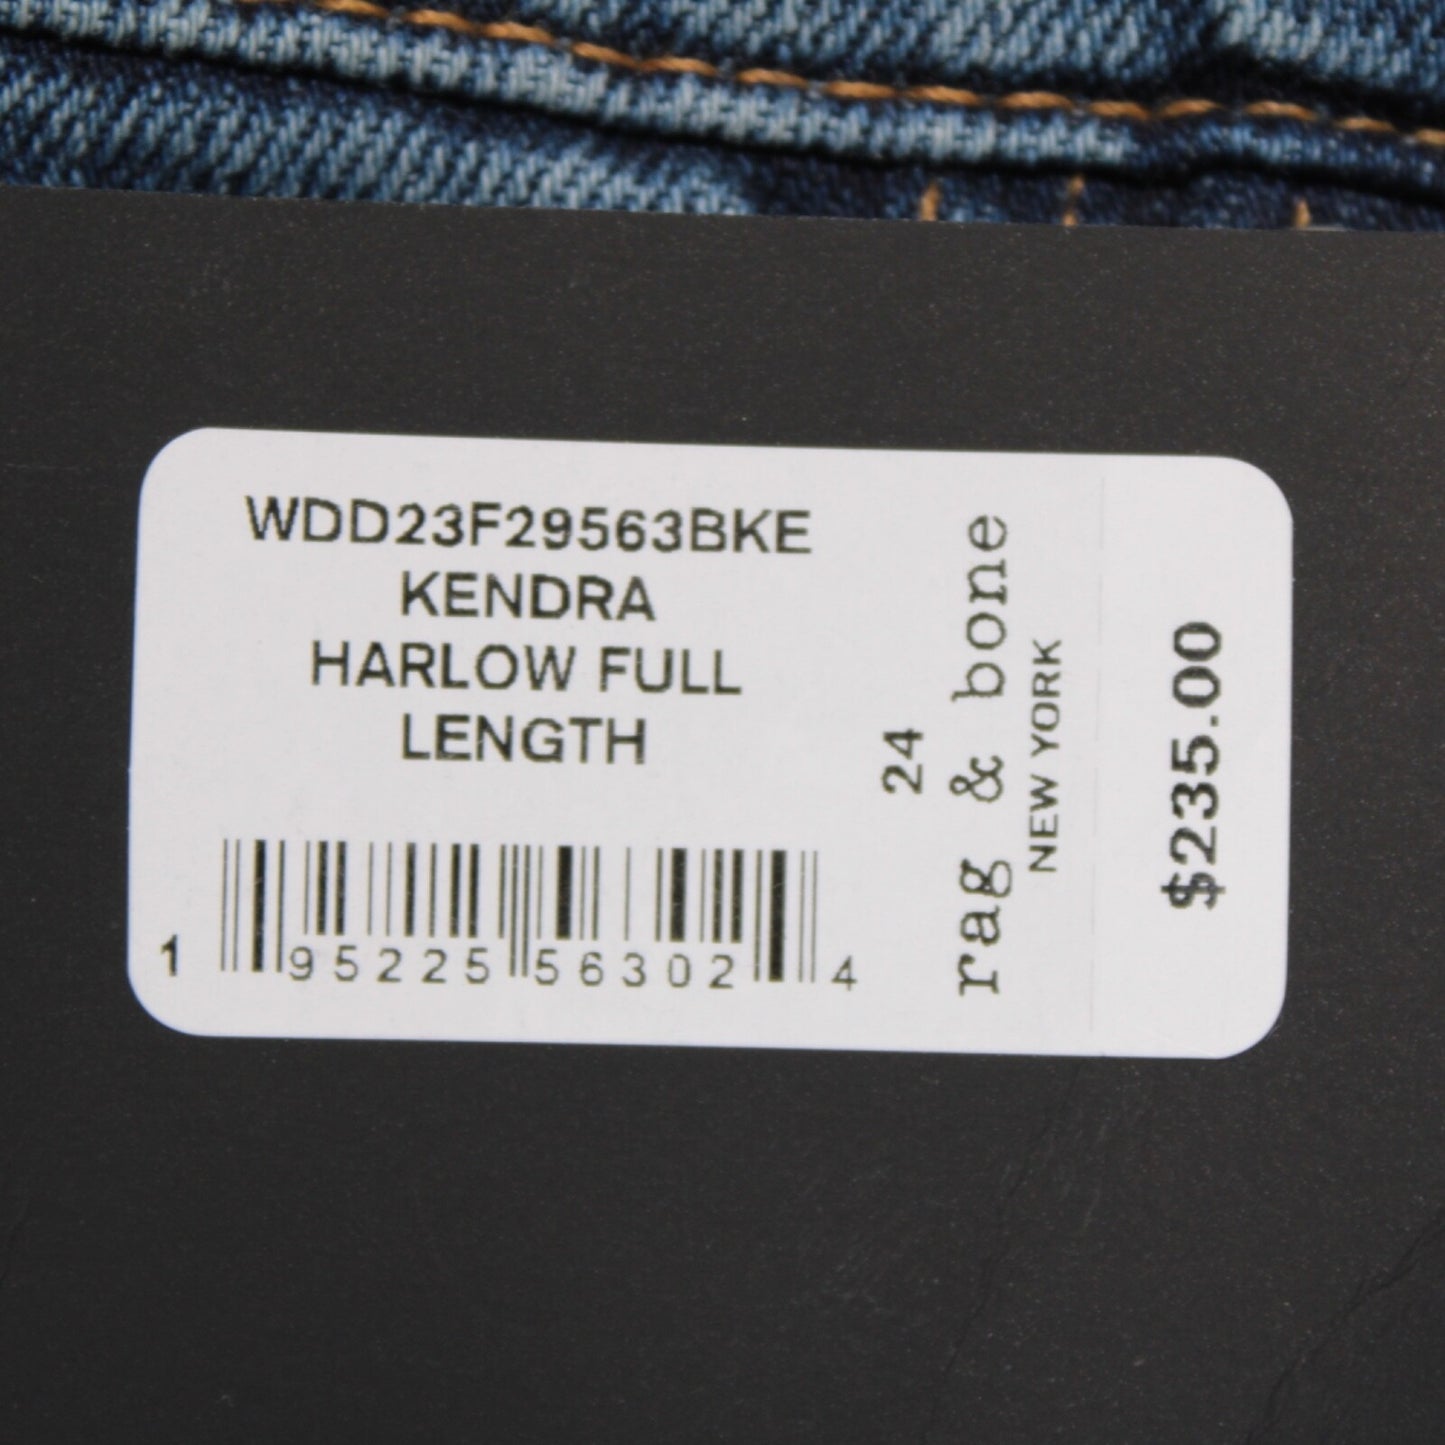 WDD23F29563BKE
KENDRA
HARLOW FULL
LENGTH
1 95225 56302 4
24
rag & bone
NEW YORK
$235.00